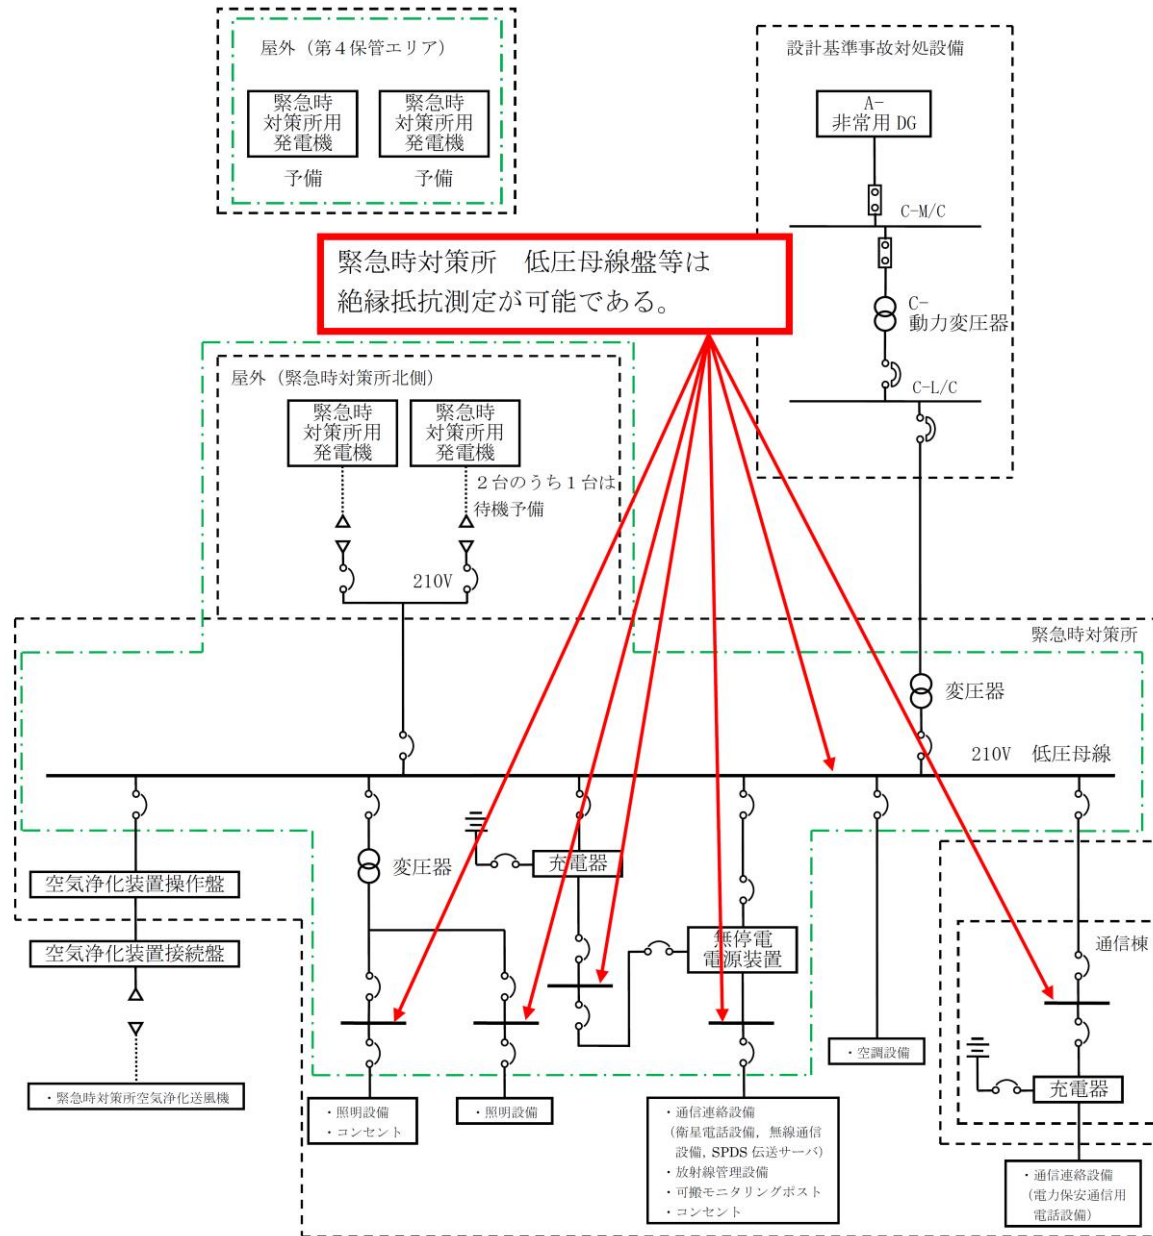 屋外（第４保管エリア）
緊急時
対策所用
発電機
緊急時
対策所用
発電機
予備
予備
設計基準事故対処設備
A-
非常用 DG
C-M/C
C-
動力変圧器
C-L/C
緊急時対策所　低圧母線盤等は
絶縁抵抗測定が可能である。
屋外（緊急時対策所北側）
緊急時
対策所用
発電機
緊急時
対策所用
発電機
２台のうち１台は
待機予備
210V
緊急時対策所
変圧器
210V　低圧母線
空気浄化装置操作盤
空気浄化装置接続盤
・緊急時対策所空気浄化送風機
変圧器
充電器
無停電
電源装置
・照明設備
・コンセント
・照明設備
・通信連絡設備
（衛星電話設備，無線通信
設備，SPDS 伝送サーバ）
・放射線管理設備
・可搬モニタリングポスト
・コンセント
・空調設備
通信棟
充電器
・通信連絡設備
（電力保安通信用
電話設備）